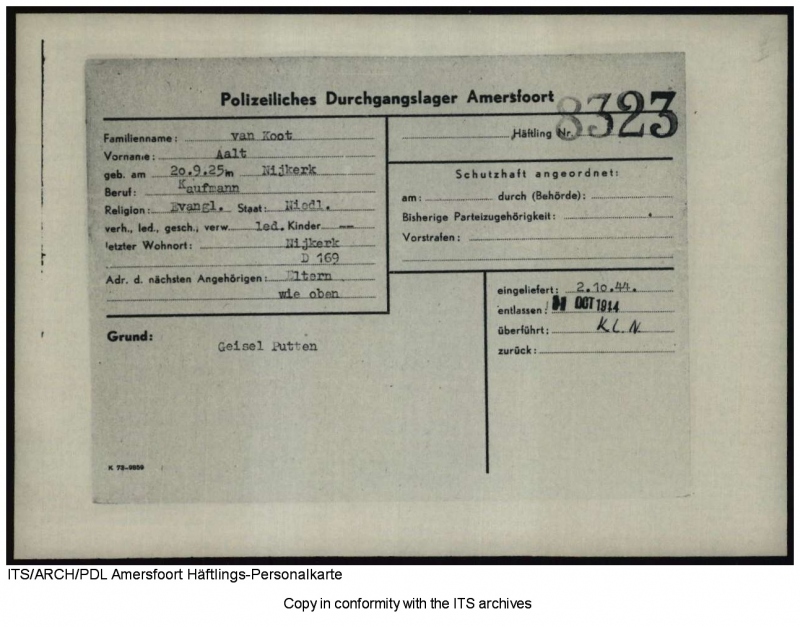 Polizeiliches Durchgangslager Amersfoort
8323
Familienname: van Koot
Vorname: Aalt
geb. am 20.9.25 in Nijkerk
Beruf: Kaufmann
Religion: Evangl. Staat: Niedl.
verh., led., gesch., verw. led. Kinder --
letzter Wohnort: Nijkerk
D 169
Adr. d. nächsten Angehörigen: Eltern
wie oben
Häftling Nr.
Schutzhaft angeordnet:
am: durch (Behörde):
Bisherige Parteizugehörigkeit:
Vorstrafen:
eingeliefert: 2.10.44.
entlassen: OCT 1944
überführt: K.L.N.
zurück:
Grund:
Geisel Putten
K 73-9909
ITS/ARCH/PDL Amersfoort Häftlings-Personalkarte
Copy in conformity with the ITS archives